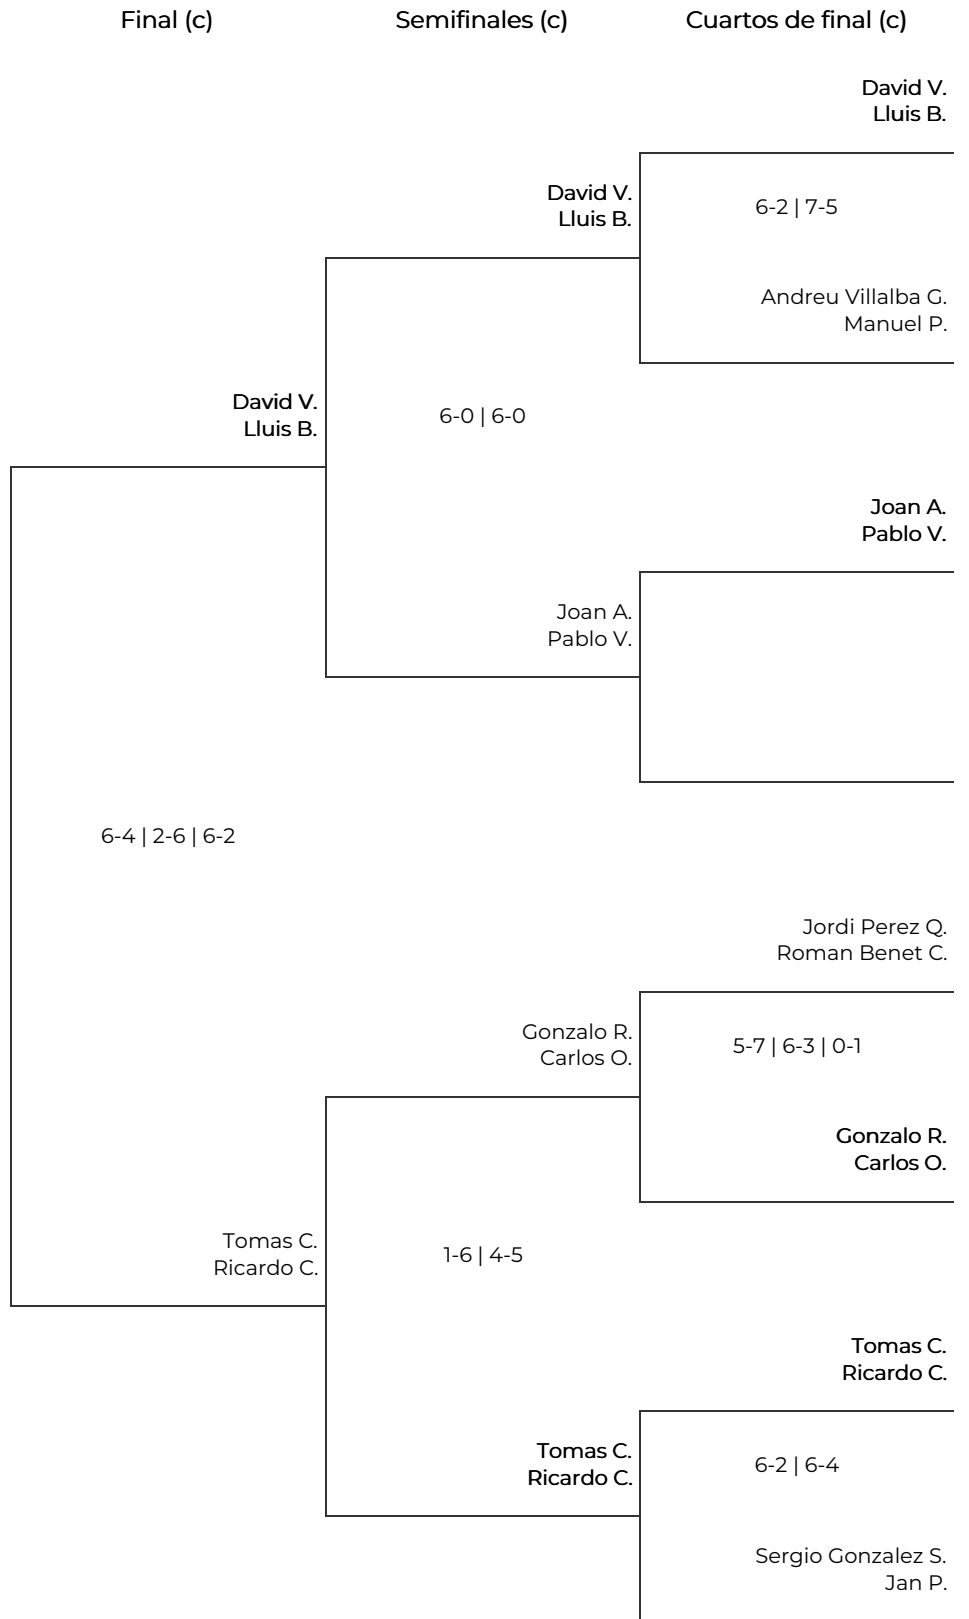 Final (c)
Semifinales (c)
Cuartos de final (c)
David V.
Lluis B.
David V.
Lluis B.
6-2 | 7-5
Andreu Villalba G.
Manuel P.
David V.
Lluis B.
6-0 | 6-0
Joan A.
Pablo V.
Joan A.
Pablo V.
6-4 | 2-6 | 6-2
Jordi Perez Q.
Roman Benet C.
Gonzalo R.
Carlos O.
5-7 | 6-3 | 0-1
Gonzalo R.
Carlos O.
Tomas C.
Ricardo C.
1-6 | 4-5
Tomas C.
Ricardo C.
Tomas C.
Ricardo C.
6-2 | 6-4
Sergio Gonzalez S.
Jan P.